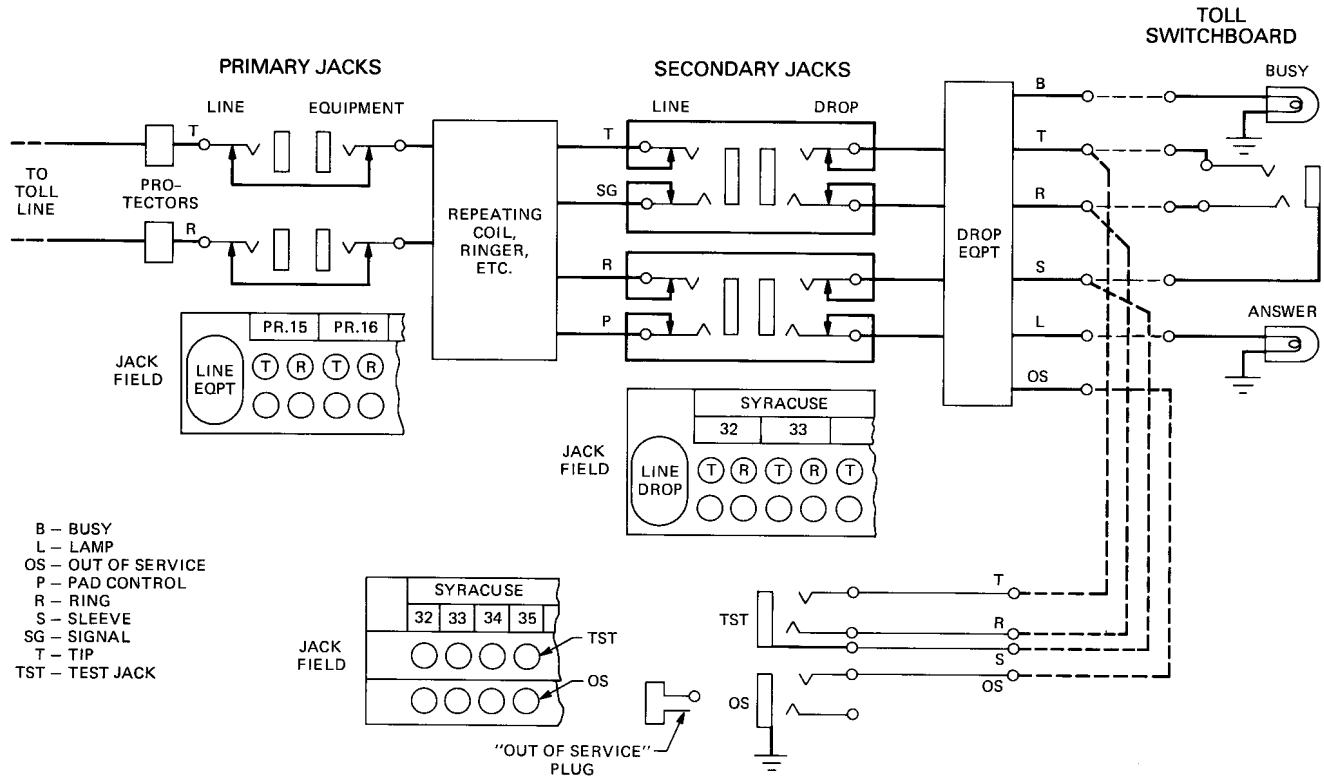 TOLL
SWITCHBOARD
PRIMARY JACKS
SECONDARY JACKS
BUSY
LINE
EQUIPMENT
LINE
DROP
B
T
T
T
TO
TOLL
LINE
PRO-
TECTORS
SG
R
R
REPEATING
COIL,
RINGER,
ETC.
DROP
EQPT
R
S
P
L
ANSWER
OS
JACK
FIELD
LINE
EQPT
PR.15
PR.16
T
R
T
R
JACK
FIELD
LINE
DROP
SYRACUSE
32
33
T
R
T
R
T
B – BUSY
L – LAMP
OS – OUT OF SERVICE
P – PAD CONTROL
R – RING
S – SLEEVE
SG – SIGNAL
T – TIP
TST – TEST JACK
JACK
FIELD
SYRACUSE
32
33
34
35
TST
OS
TST
T
R
S
OS
OS
"OUT OF SERVICE"
PLUG